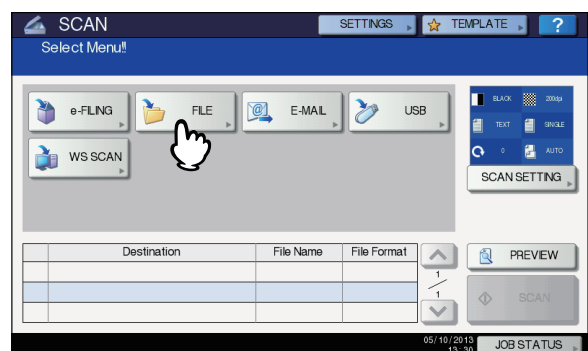 SCAN
SETTINGS
TEMPLATE
?
Select Menu!!
e-FILING
FILE
E-MAIL
USB
WS SCAN
BLACK
200dpi
TEXT
SINGLE
0
AUTO
SCAN SETTING
Destination File Name File Format
1
1
PREVIEW
SCAN
05/10/2013
13:30
JOB STATUS